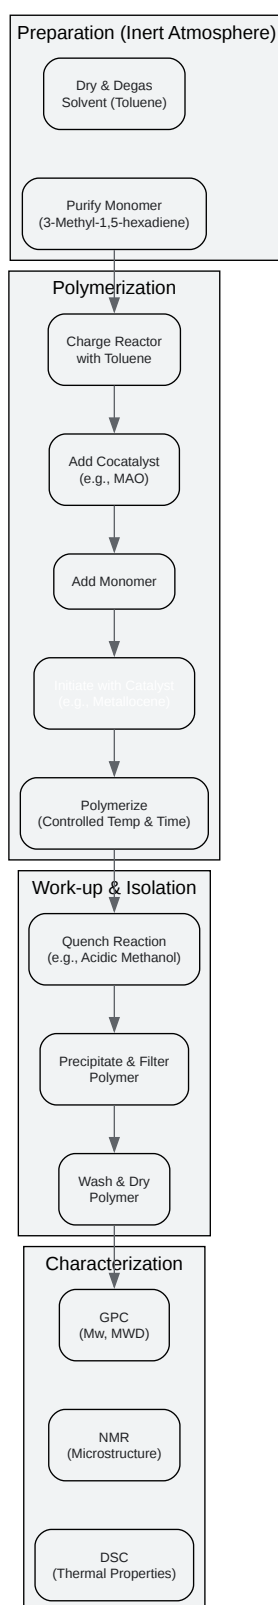 Preparation (Inert Atmosphere)
Dry & Degas
Solvent (Toluene)
Purify Monomer
(3-Methyl-1,5-hexadiene)
Polymerization
Charge Reactor
with Toluene
Add Cocatalyst
(e.g., MAO)
Add Monomer
Initiate with Catalyst
(e.g., Metallocene)
Polymerize
(Controlled Temp & Time)
Work-up & Isolation
Quench Reaction
(e.g., Acidic Methanol)
Precipitate & Filter
Polymer
Wash & Dry
Polymer
Characterization
GPC
(Mw, MWD)
NMR
(Microstructure)
DSC
(Thermal Properties)